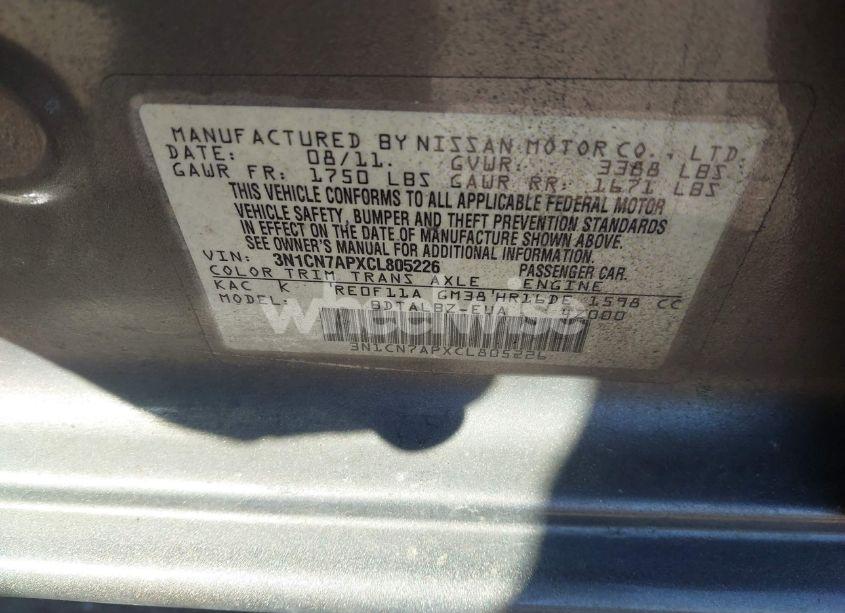 MANUFACTURED BY NISSAN MOTOR CO., LTD.
DATE: 08/11. GVWR: 3388 LBS
GAWR FR: 1750 LBS GAWR RR: 1671 LBS
THIS VEHICLE CONFORMS TO ALL APPLICABLE FEDERAL MOTOR
VEHICLE SAFETY, BUMPER AND THEFT PREVENTION STANDARDS
IN EFFECT ON THE DATE OF MANUFACTURE SHOWN ABOVE.
SEE OWNER'S MANUAL FOR ADDITIONAL INFORMATION.
VIN: 3N1CN7APXCL805226 PASSENGER CAR.
COLOR TRIM TRANS AXLE ENGINE
KAC K RE0F11A GM38 HR16DE 1598 CC
MODEL: BDTALBZ-EUA
3N1CN7APXCL805226